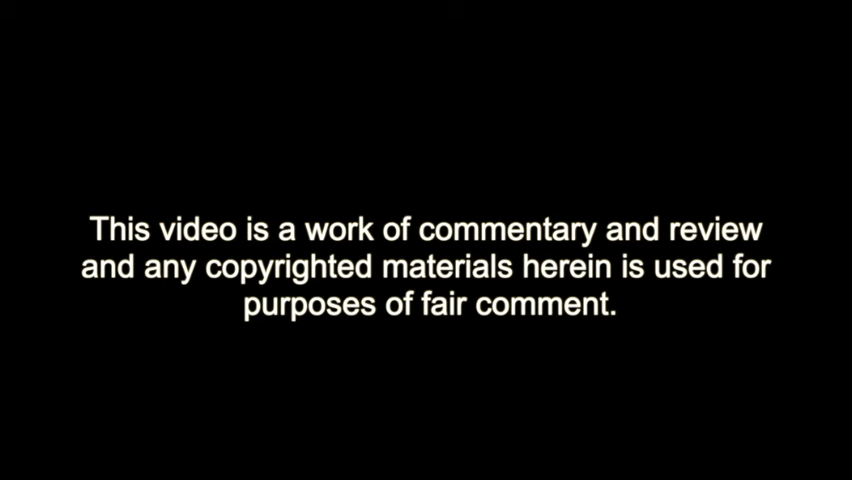 This video is a work of commentary and review
and any copyrighted materials herein is used for
purposes of fair comment.